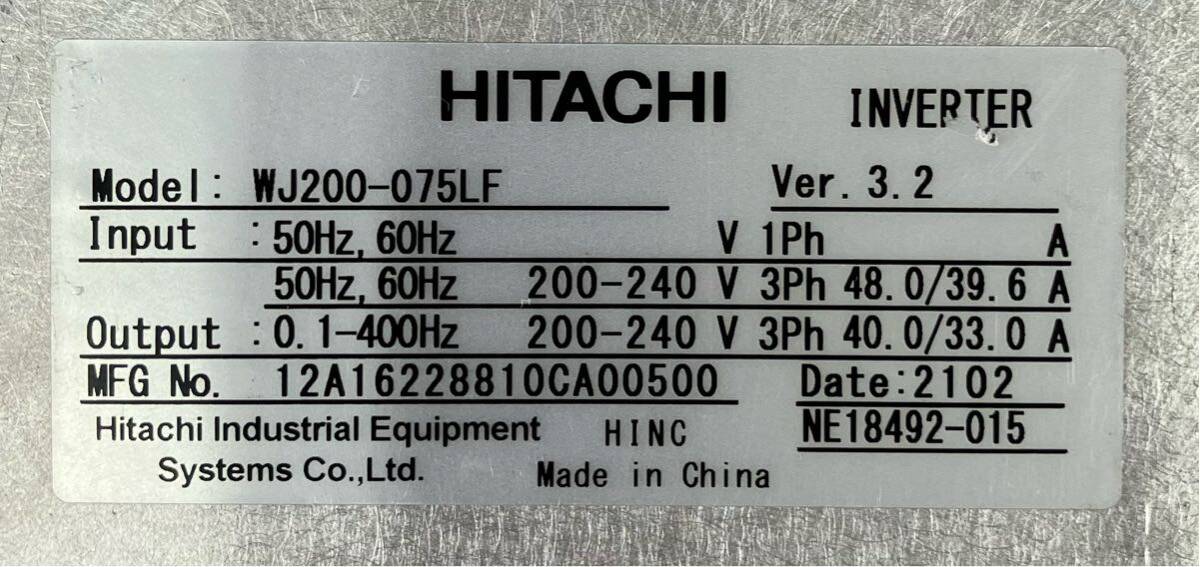 HITACHI INVERTER
Model: WJ200-075LF Ver. 3.2
Input : 50Hz, 60Hz V 1Ph A
50Hz, 60Hz 200-240 V 3Ph 48.0/39.6 A
Output : 0.1-400Hz 200-240 V 3Ph 40.0/33.0 A
MFG No. 12A16228810CA00500 Date:2102
Hitachi Industrial Equipment HINC NE18492-015
Systems Co.,Ltd. Made in China